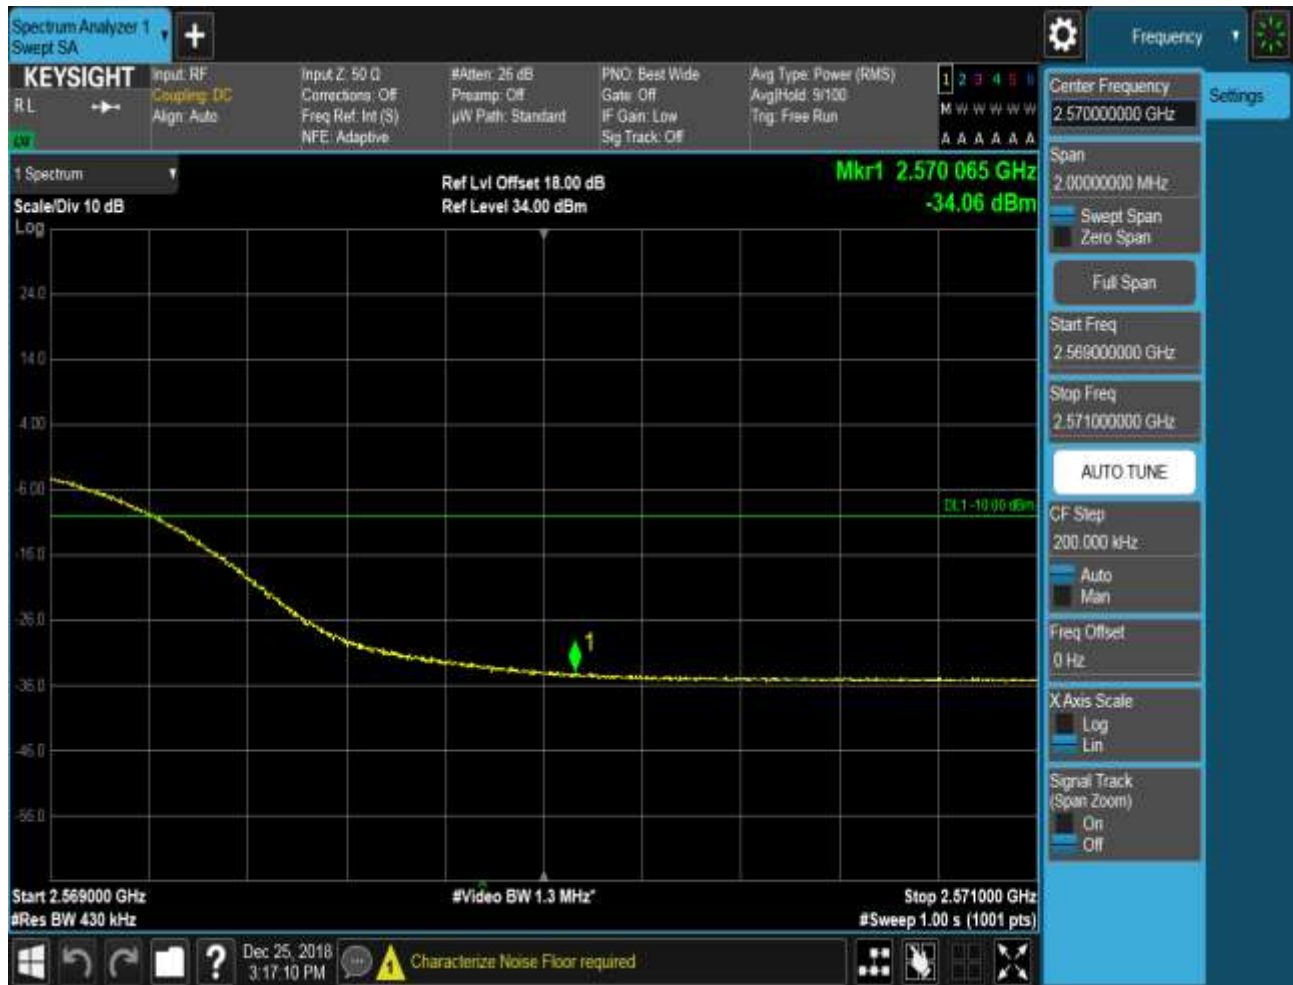 Spectrum Analyzer 1
Swept SA
Frequency
KEYSIGHT
R L
Input: RF
Coupling: DC
Align: Auto
Input Z: 50 Ω
Corrections: Off
Freq Ref: Int (S)
NFE: Adaptive
#Atten: 26 dB
Preamp: Off
µW Path: Standard
PNO: Best Wide
Gate: Off
IF Gain: Low
Sig Track: Off
Avg Type: Power (RMS)
Avg|Hold: 9/100
Trig: Free Run
1 2 3 4 5 6
M W W W W W
A A A A A A
1 Spectrum
Scale/Div 10 dB
Log
Ref Lvl Offset 18.00 dB
Ref Level 34.00 dBm
Mkr1 2.570 065 GHz
-34.06 dBm
24.0
14.0
4.00
-6.00
-16.0
-26.0
-36.0
-46.0
-56.0
DL1 -10.00 dBm
1
Start 2.569000 GHz
#Res BW 430 kHz
#Video BW 1.3 MHz*
Stop 2.571000 GHz
#Sweep 1.00 s (1001 pts)
Center Frequency
2.570000000 GHz
Settings
Span
2.00000000 MHz
Swept Span
Zero Span
Full Span
Start Freq
2.569000000 GHz
Stop Freq
2.571000000 GHz
AUTO TUNE
CF Step
200.000 kHz
Auto
Man
Freq Offset
0 Hz
X Axis Scale
Log
Lin
Signal Track
(Span Zoom)
On
Off
?
Dec 25, 2018
3:17:10 PM
1
Characterize Noise Floor required